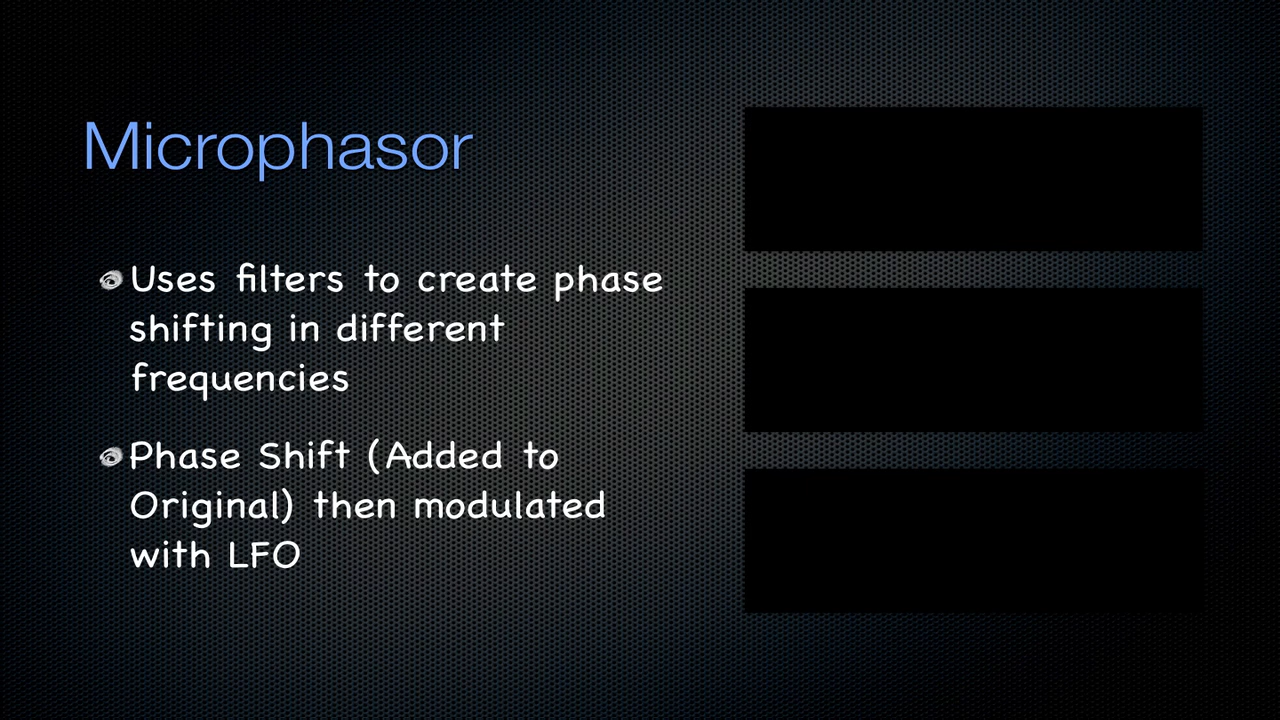 Microphasor
Uses filters to create phase
shifting in different
frequencies
Phase Shift (Added to
Original) then modulated
with LFO